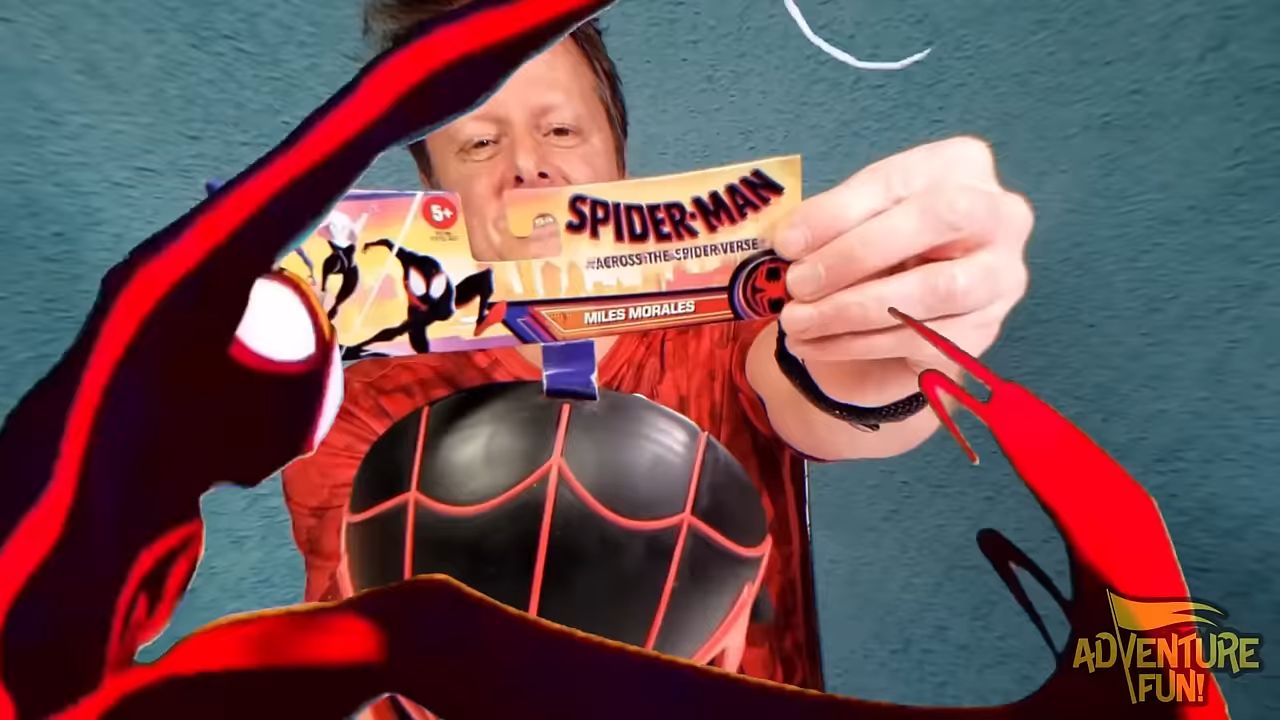 5+
SPIDER-MAN
ACROSS THE SPIDER-VERSE
MILES MORALES
ADVENTURE
FUN!